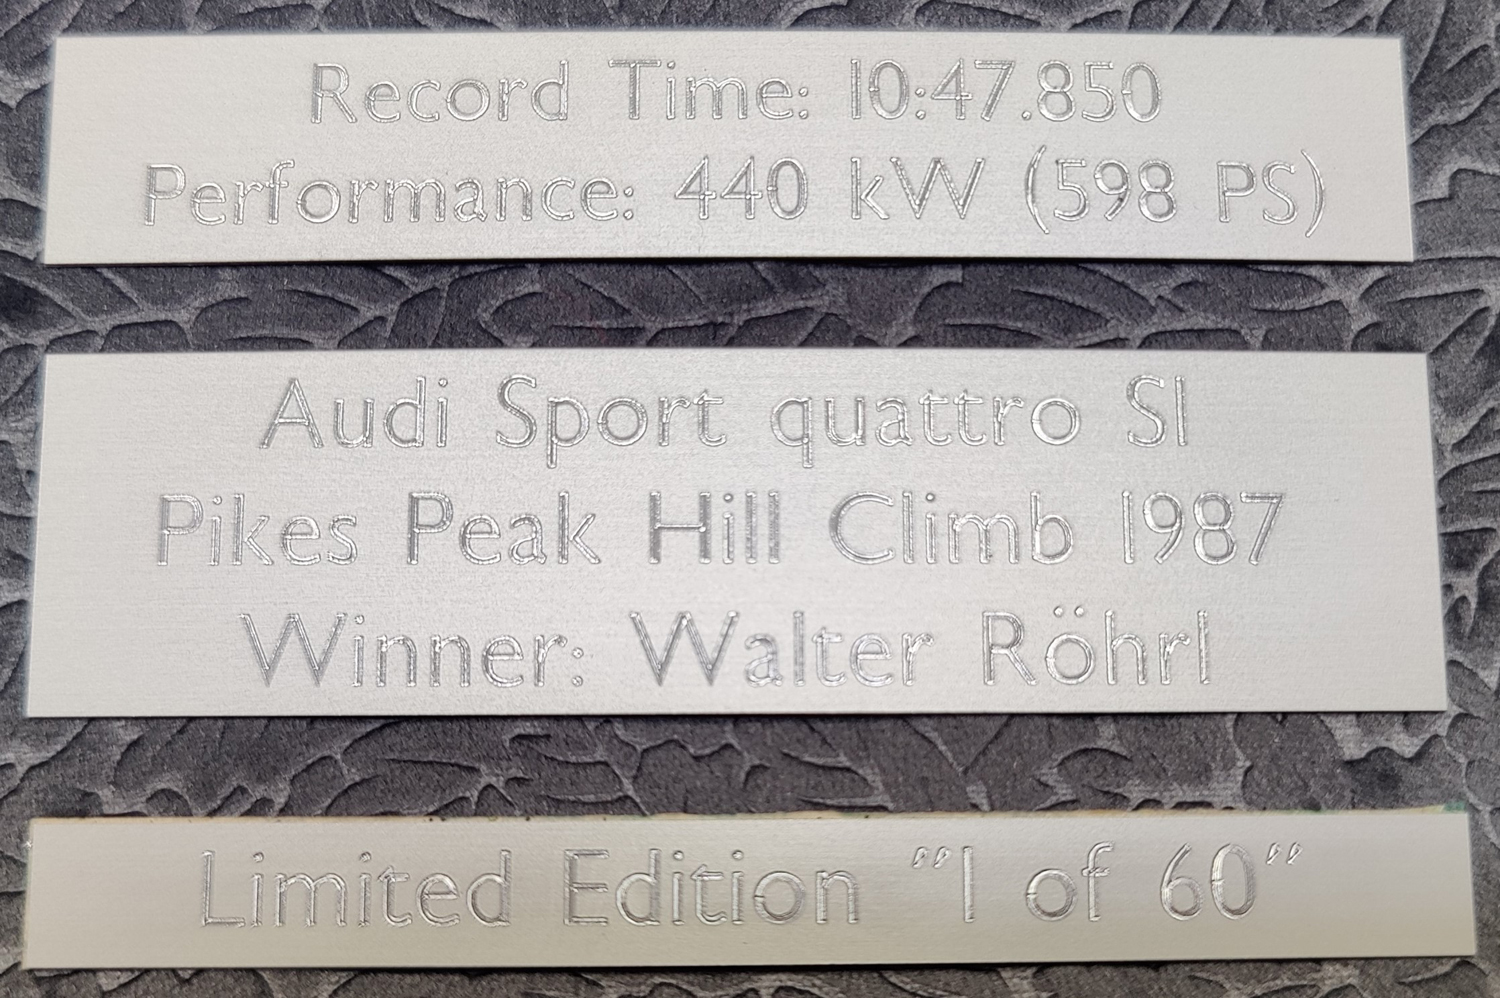 Record Time: 10:47.850
Performance: 440 kW (598 PS)
Audi Sport quattro S1
Pikes Peak Hill Climb 1987
Winner: Walter Röhrl
Limited Edition "1 of 60"